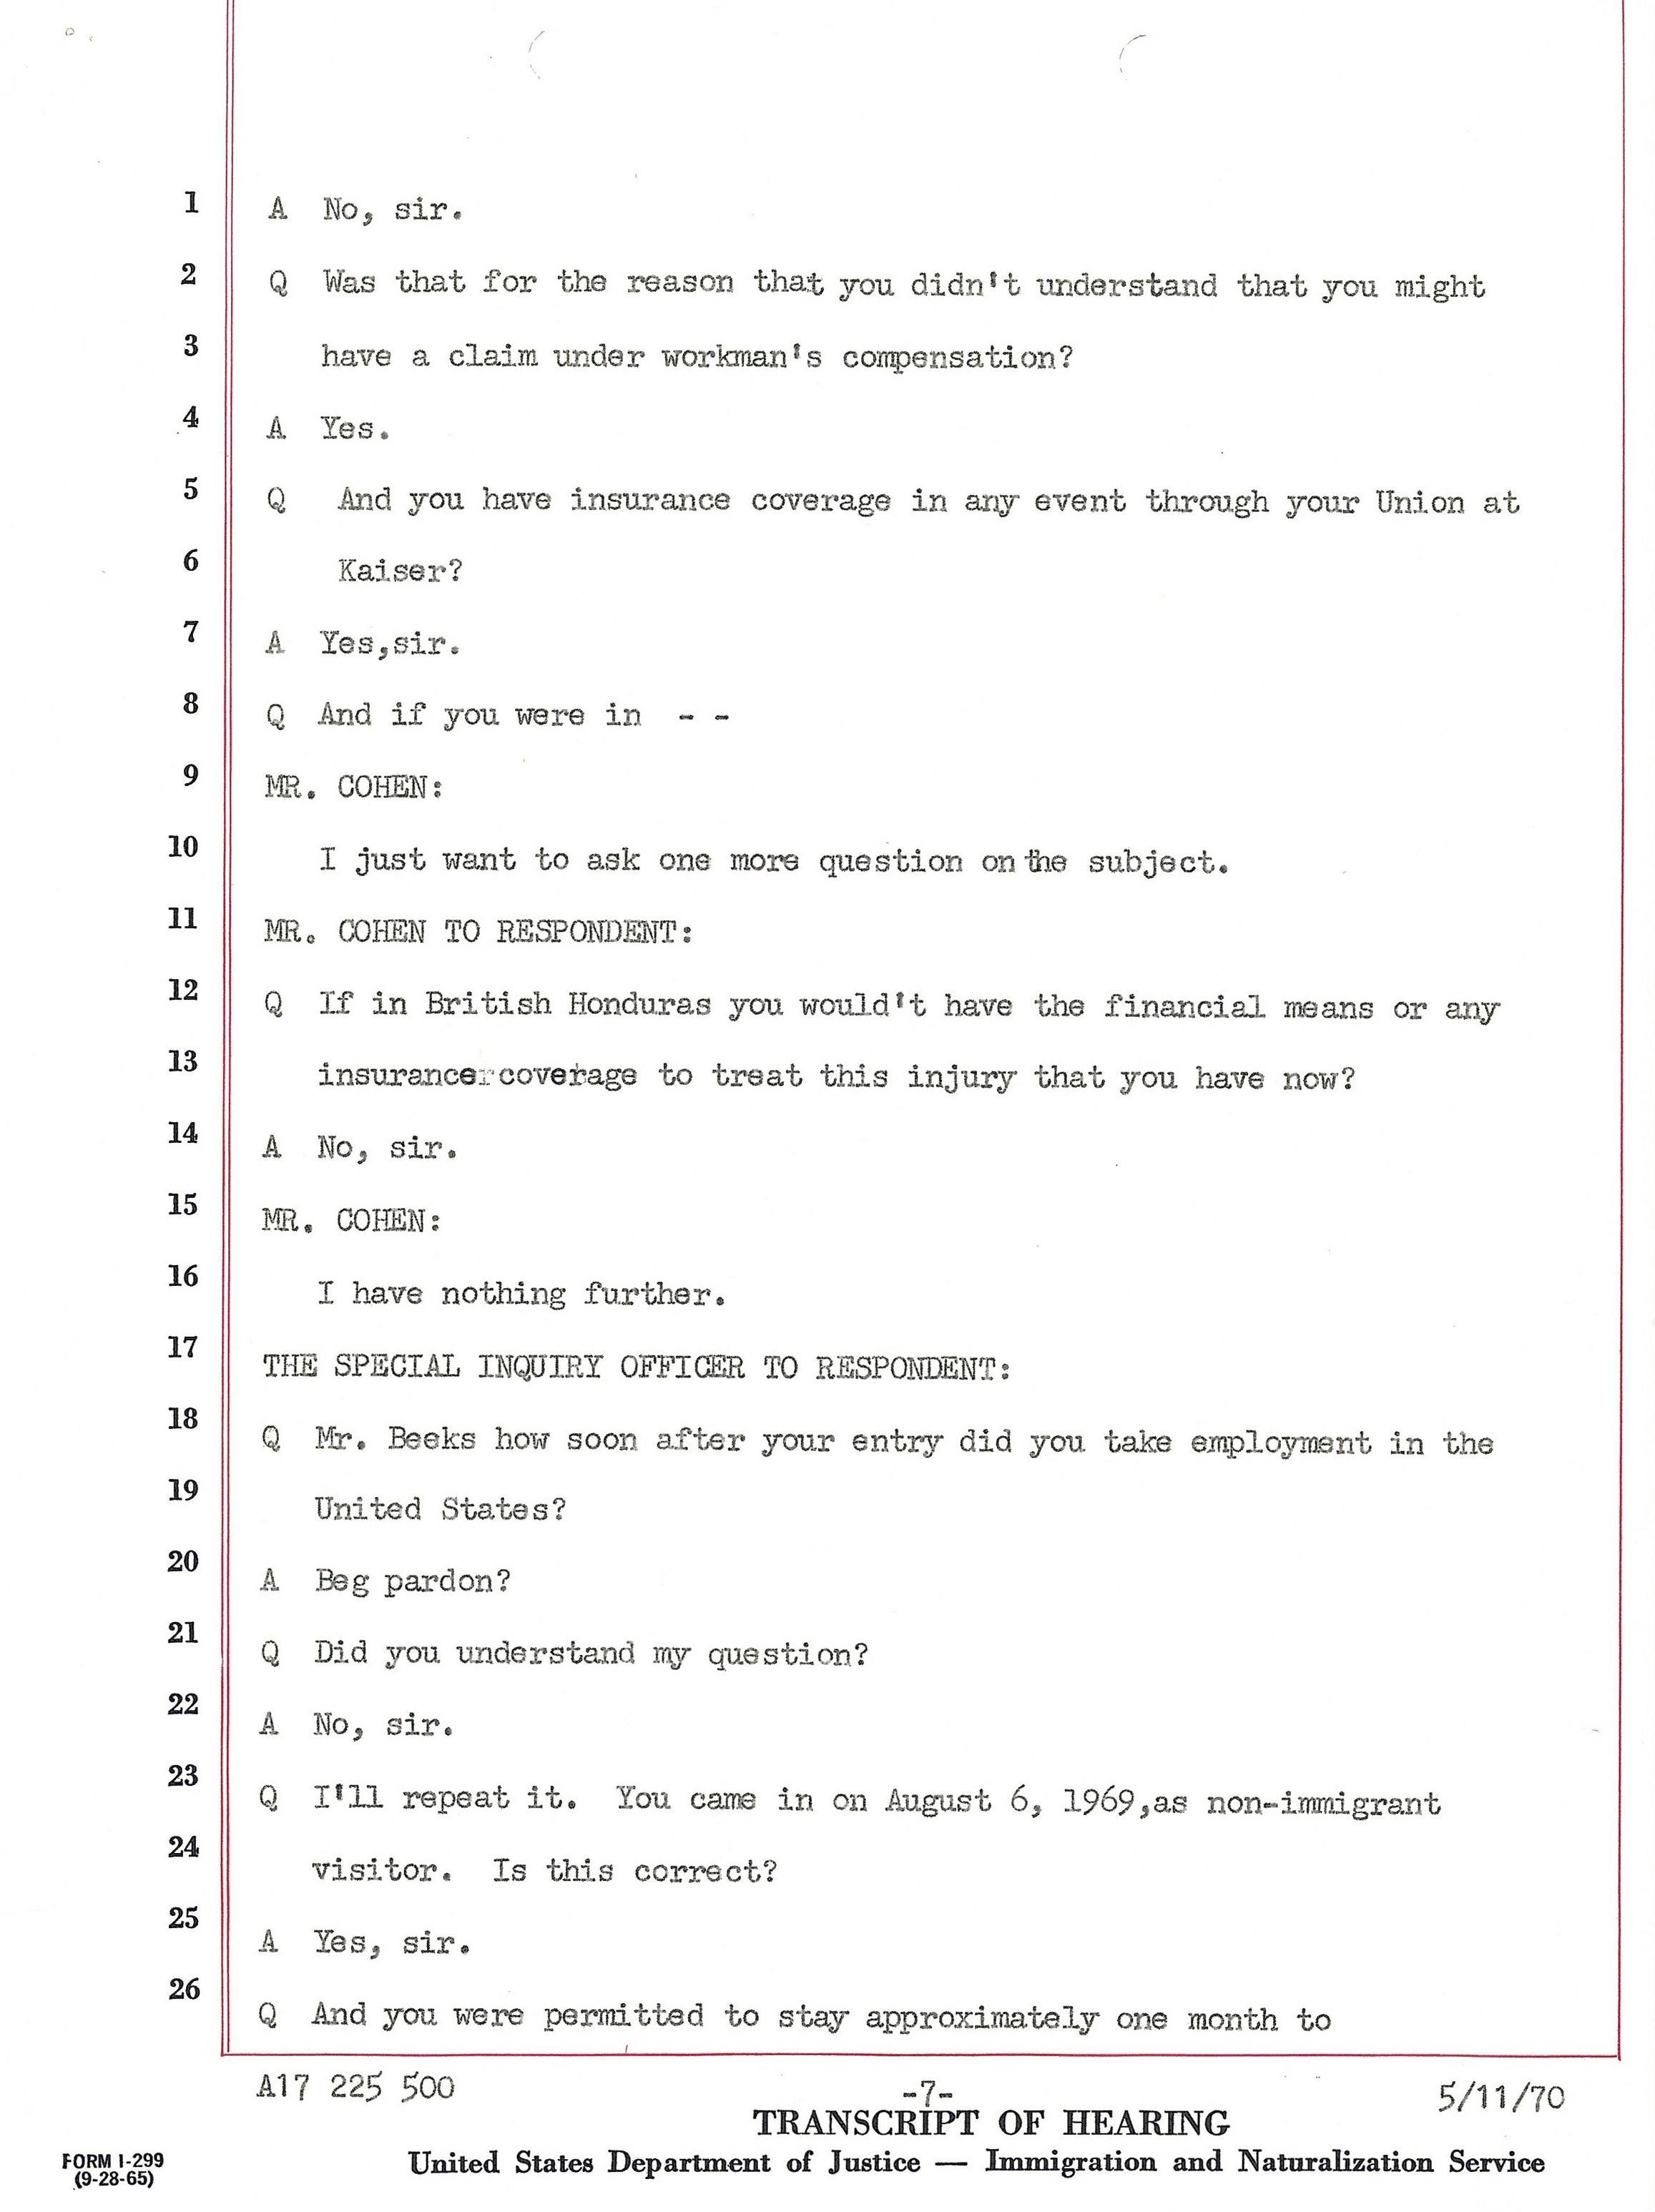 1 A No, sir.
2 Q Was that for the reason that you didn't understand that you might
3 have a claim under workman's compensation?
4 A Yes.
5 Q And you have insurance coverage in any event through your Union at
6 Kaiser?
7 A Yes,sir.
8 Q And if you were in - -
9 MR. COHEN:
10 I just want to ask one more question on the subject.
11 MR. COHEN TO RESPONDENT:
12 Q If in British Honduras you would't have the financial means or any
13 insurance coverage to treat this injury that you have now?
14 A No, sir.
15 MR. COHEN:
16 I have nothing further.
17 THE SPECIAL INQUIRY OFFICER TO RESPONDENT:
18 Q Mr. Beeks how soon after your entry did you take employment in the
19 United States?
20 A Beg pardon?
21 Q Did you understand my question?
22 A No, sir.
23 Q I'll repeat it. You came in on August 6, 1969,as non-immigrant
24 visitor. Is this correct?
25 A Yes, sir.
26 Q And you were permitted to stay approximately one month to
A17 225 500 -7- 5/11/70
TRANSCRIPT OF HEARING
FORM I-299 United States Department of Justice — Immigration and Naturalization Service
(9-28-65)